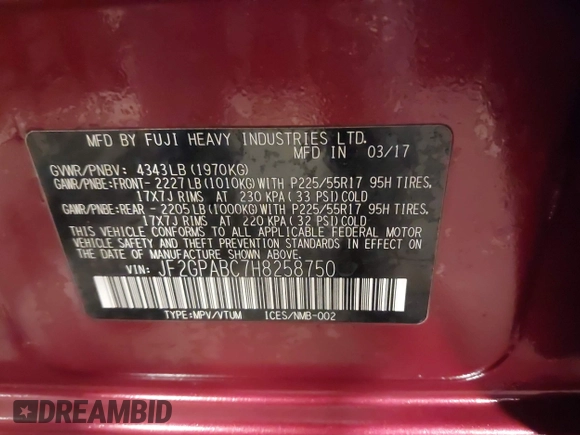 MFD BY FUJI HEAVY INDUSTRIES LTD.
MFD IN 03/17
GVWR/PNBV: 4343LB (1970KG)
GAWR/PNBE:FRONT- 2227LB(1010KG)WITH P225/55R17 95H TIRES,
17X7J RIMS AT 230 KPA( 33 PSI)COLD
GAWR/PNBE:REAR - 2205LB(1000KG)WITH P225/55R17 95H TIRES,
17X7J RIMS AT 220 KPA( 32 PSI)COLD
THIS VEHICLE CONFORMS TO ALL APPLICABLE FEDERAL MOTOR
VEHICLE SAFETY AND THEFT PREVENTION STANDARDS IN EFFECT ON
THE DATE OF MANUFACTURE SHOWN ABOVE.
VIN: JF2GPABC7H8258750
TYPE:MPV/VTUM ICES/NMB-002
DREAMBID